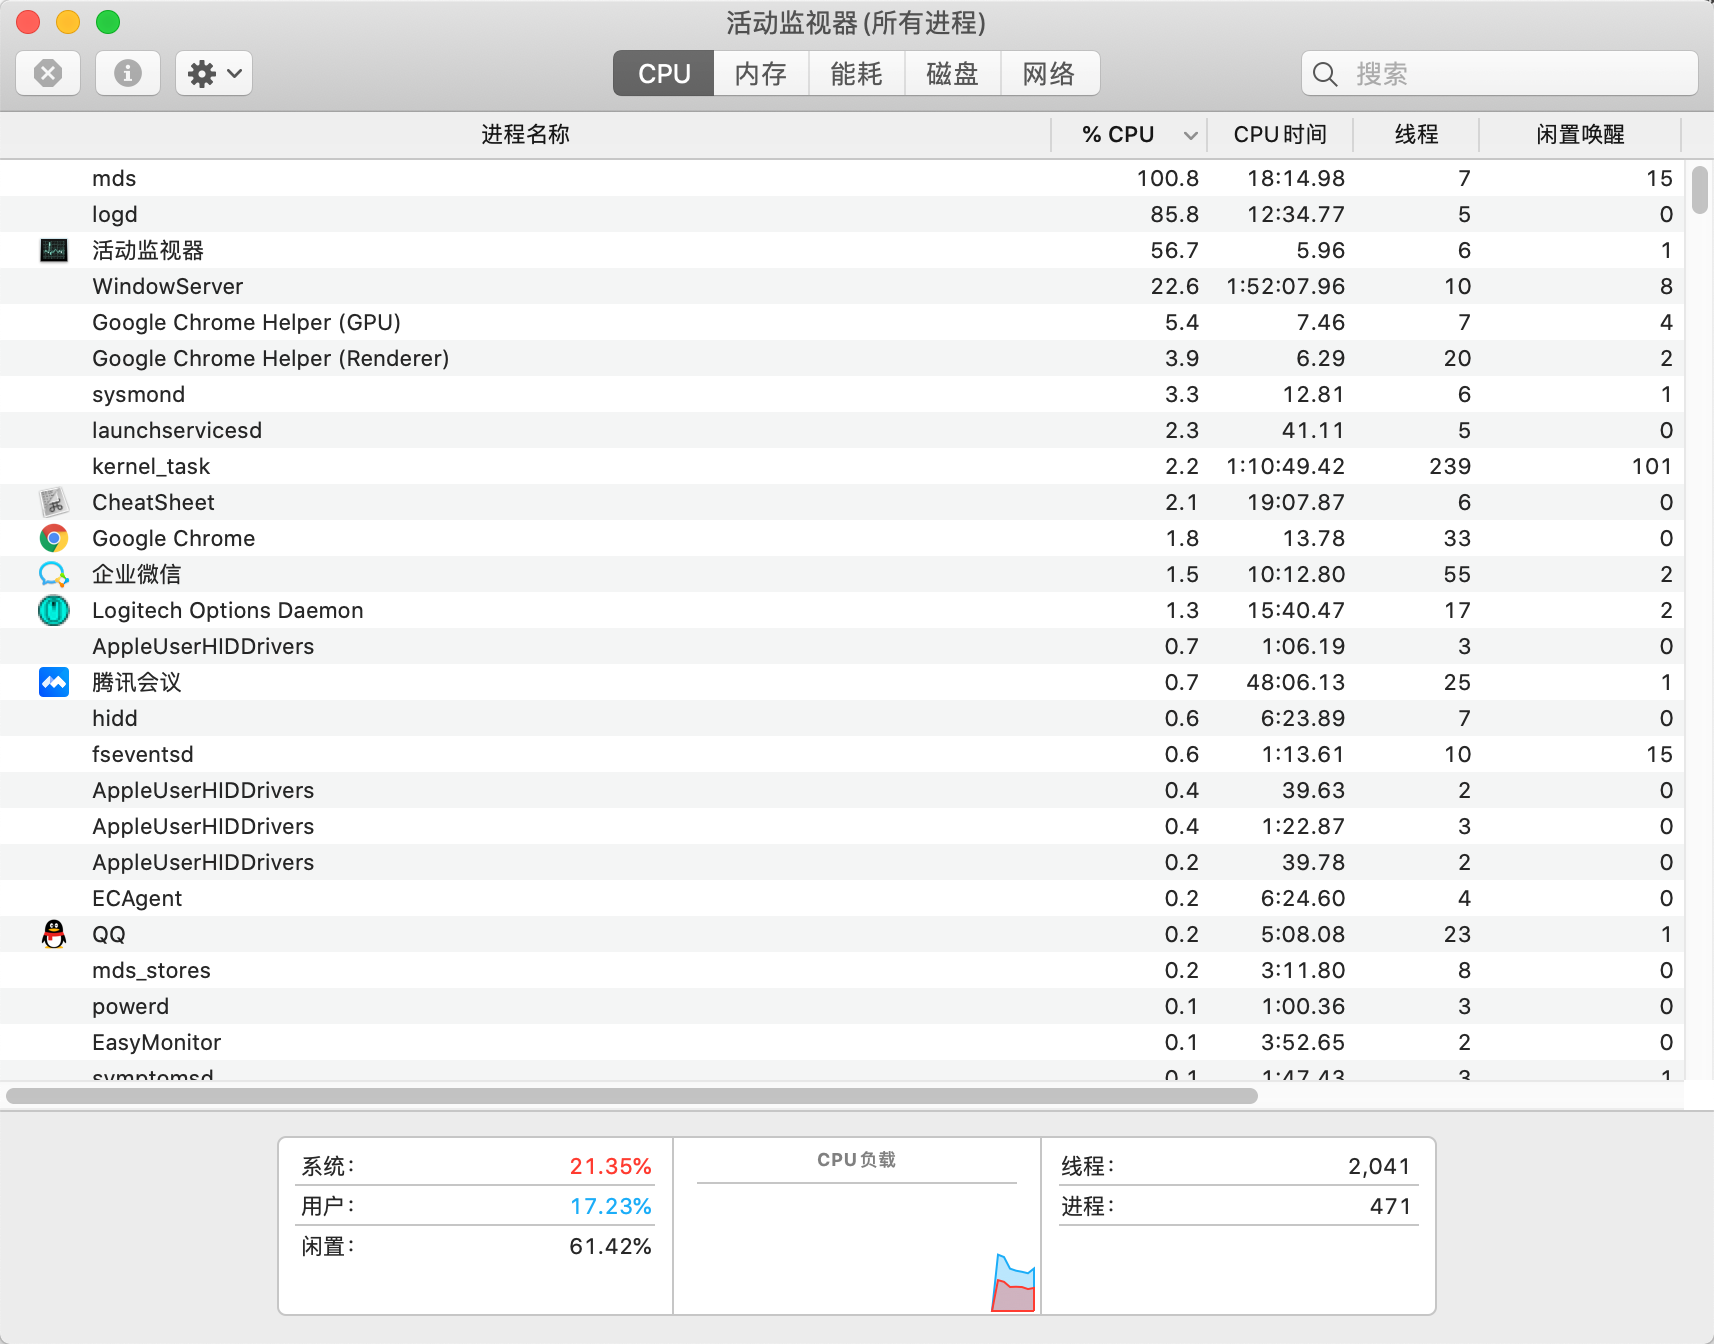 活动监视器 (所有进程)
CPU 内存 能耗 磁盘 网络 搜索
进程名称 % CPU CPU 时间 线程 闲置唤醒
mds 100.8 18:14.98 7 15
logd 85.8 12:34.77 5 0
活动监视器 56.7 5.96 6 1
WindowServer 22.6 1:52:07.96 10 8
Google Chrome Helper (GPU) 5.4 7.46 7 4
Google Chrome Helper (Renderer) 3.9 6.29 20 2
sysmond 3.3 12.81 6 1
launchservicesd 2.3 41.11 5 0
kernel_task 2.2 1:10:49.42 239 101
CheatSheet 2.1 19:07.87 6 0
Google Chrome 1.8 13.78 33 0
企业微信 1.5 10:12.80 55 2
Logitech Options Daemon 1.3 15:40.47 17 2
AppleUserHIDDrivers 0.7 1:06.19 3 0
腾讯会议 0.7 48:06.13 25 1
hidd 0.6 6:23.89 7 0
fseventsd 0.6 1:13.61 10 15
AppleUserHIDDrivers 0.4 39.63 2 0
AppleUserHIDDrivers 0.4 1:22.87 3 0
AppleUserHIDDrivers 0.2 39.78 2 0
ECAgent 0.2 6:24.60 4 0
QQ 0.2 5:08.08 23 1
mds_stores 0.2 3:11.80 8 0
powerd 0.1 1:00.36 3 0
EasyMonitor 0.1 3:52.65 2 0
symptomsd 0.1 1:47.43 3 1
系统: 21.35% CPU 负载 线程: 2,041
用户: 17.23% 进程: 471
闲置: 61.42%